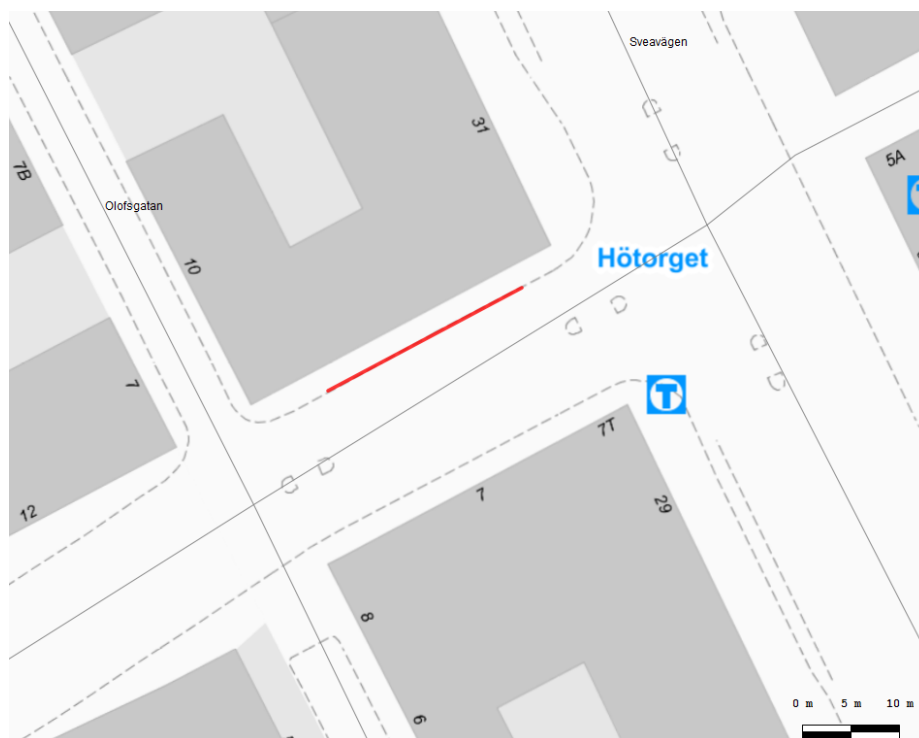 Sveavägen
31
5A
7B
Olofsgatan
Hötorget
10
7
T
7T
7
29
12
8
6
0 m 5 m 10 m